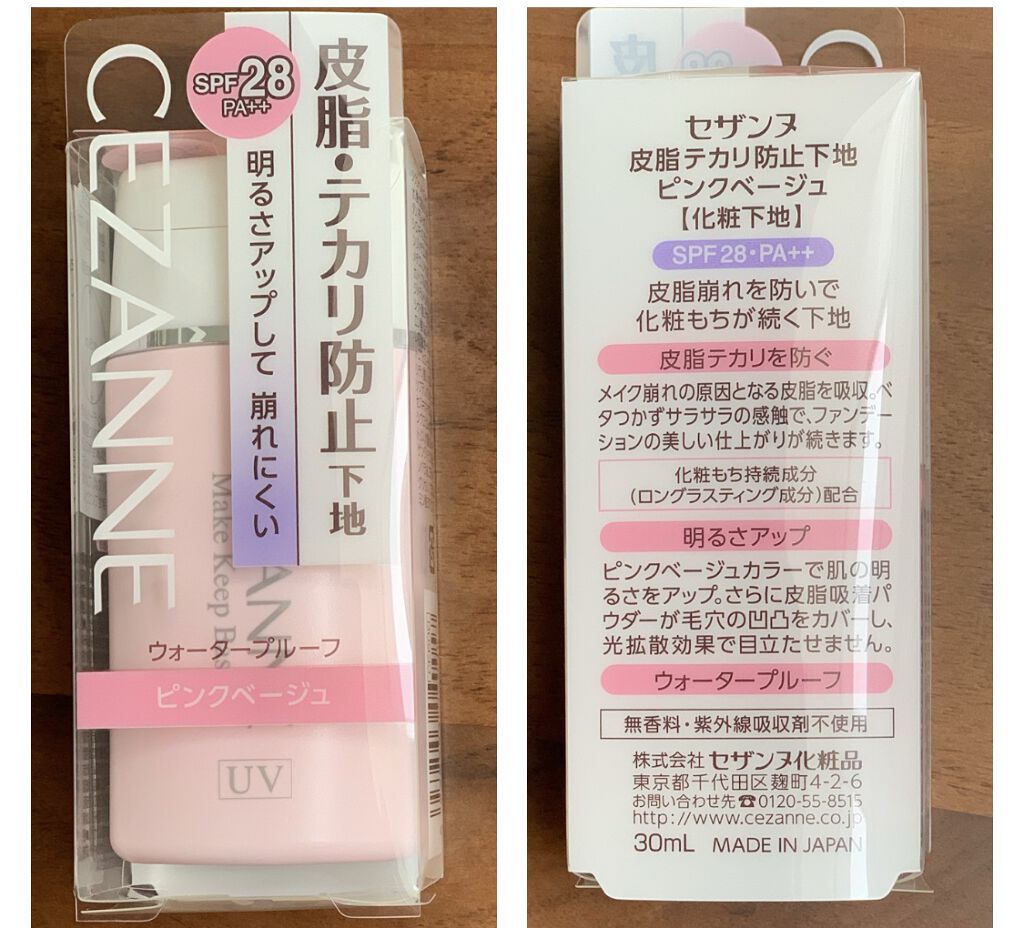 CEZANNE
SPF28
PA++
皮脂・テカリ防止下地
明るさアップして 崩れにくい
Make Keep Bas
ウォータープルーフ
ピンクベージュ
UV
セザンヌ
皮脂テカリ防止下地
ピンクベージュ
【化粧下地】
SPF28・PA++
皮脂崩れを防いで
化粧もちが続く下地
皮脂テカリを防ぐ
メイク崩れの原因となる皮脂を吸収。ベ
タつかずサラサラの感触で、ファンデー
ションの美しい仕上がりが続きます。
化粧もち持続成分
(ロングラスティング成分)配合
明るさアップ
ピンクベージュカラーで肌の明
るさをアップ。さらに皮脂吸着パ
ウダーが毛穴の凹凸をカバーし、
光拡散効果で目立たせません。
ウォータープルーフ
無香料・紫外線吸収剤不使用
株式会社 セザンヌ化粧品
東京都千代田区麹町4-2-6
お問い合わせ先☎0120-55-8515
http://www.cezanne.co.jp
30mL MADE IN JAPAN